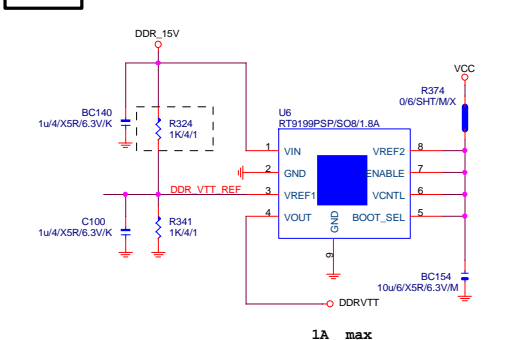 DDR_15V
VCC
R374
0/6/SHT/M/X
BC140
1u/4/X5R/6.3V/K
R324
1K/4/1
U6
RT9199PSP/SO8/1.8A
1 VIN VREF2 8
2 GND ENABLE 7
DDR_VTT_REF 3 VREF1 VCNTL 6
4 VOUT BOOT_SEL 5
GND
9
C100
1u/4/X5R/6.3V/K
R341
1K/4/1
BC154
10u/6/X5R/6.3V/M
DDRVTT
1A max